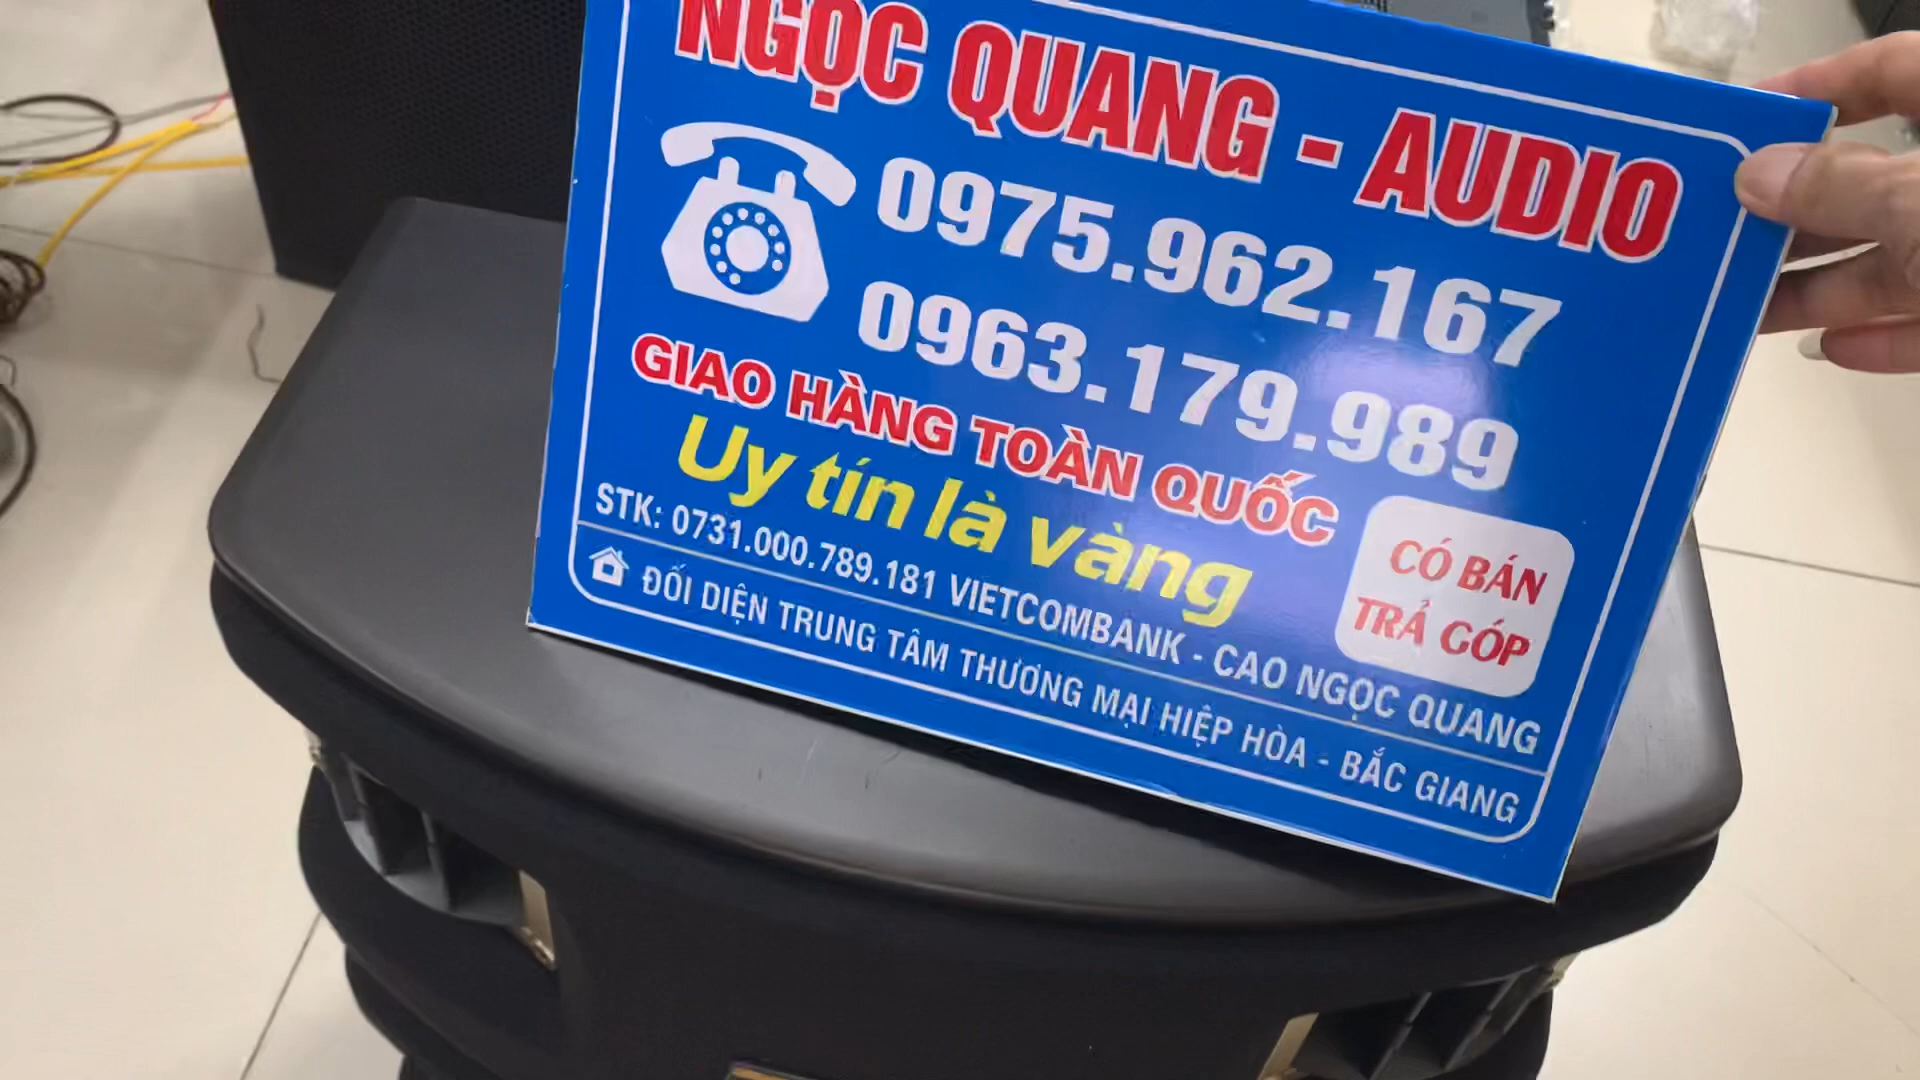 NGỌC QUANG - AUDIO
0975.962.167
0963.179.989
GIAO HÀNG TOÀN QUỐC
Uy tín là vàng
CÓ BÁN
TRẢ GÓP
STK: 0731.000.789.181 VIETCOMBANK - CAO NGỌC QUANG
ĐỐI DIỆN TRUNG TÂM THƯƠNG MẠI HIỆP HÒA - BẮC GIANG